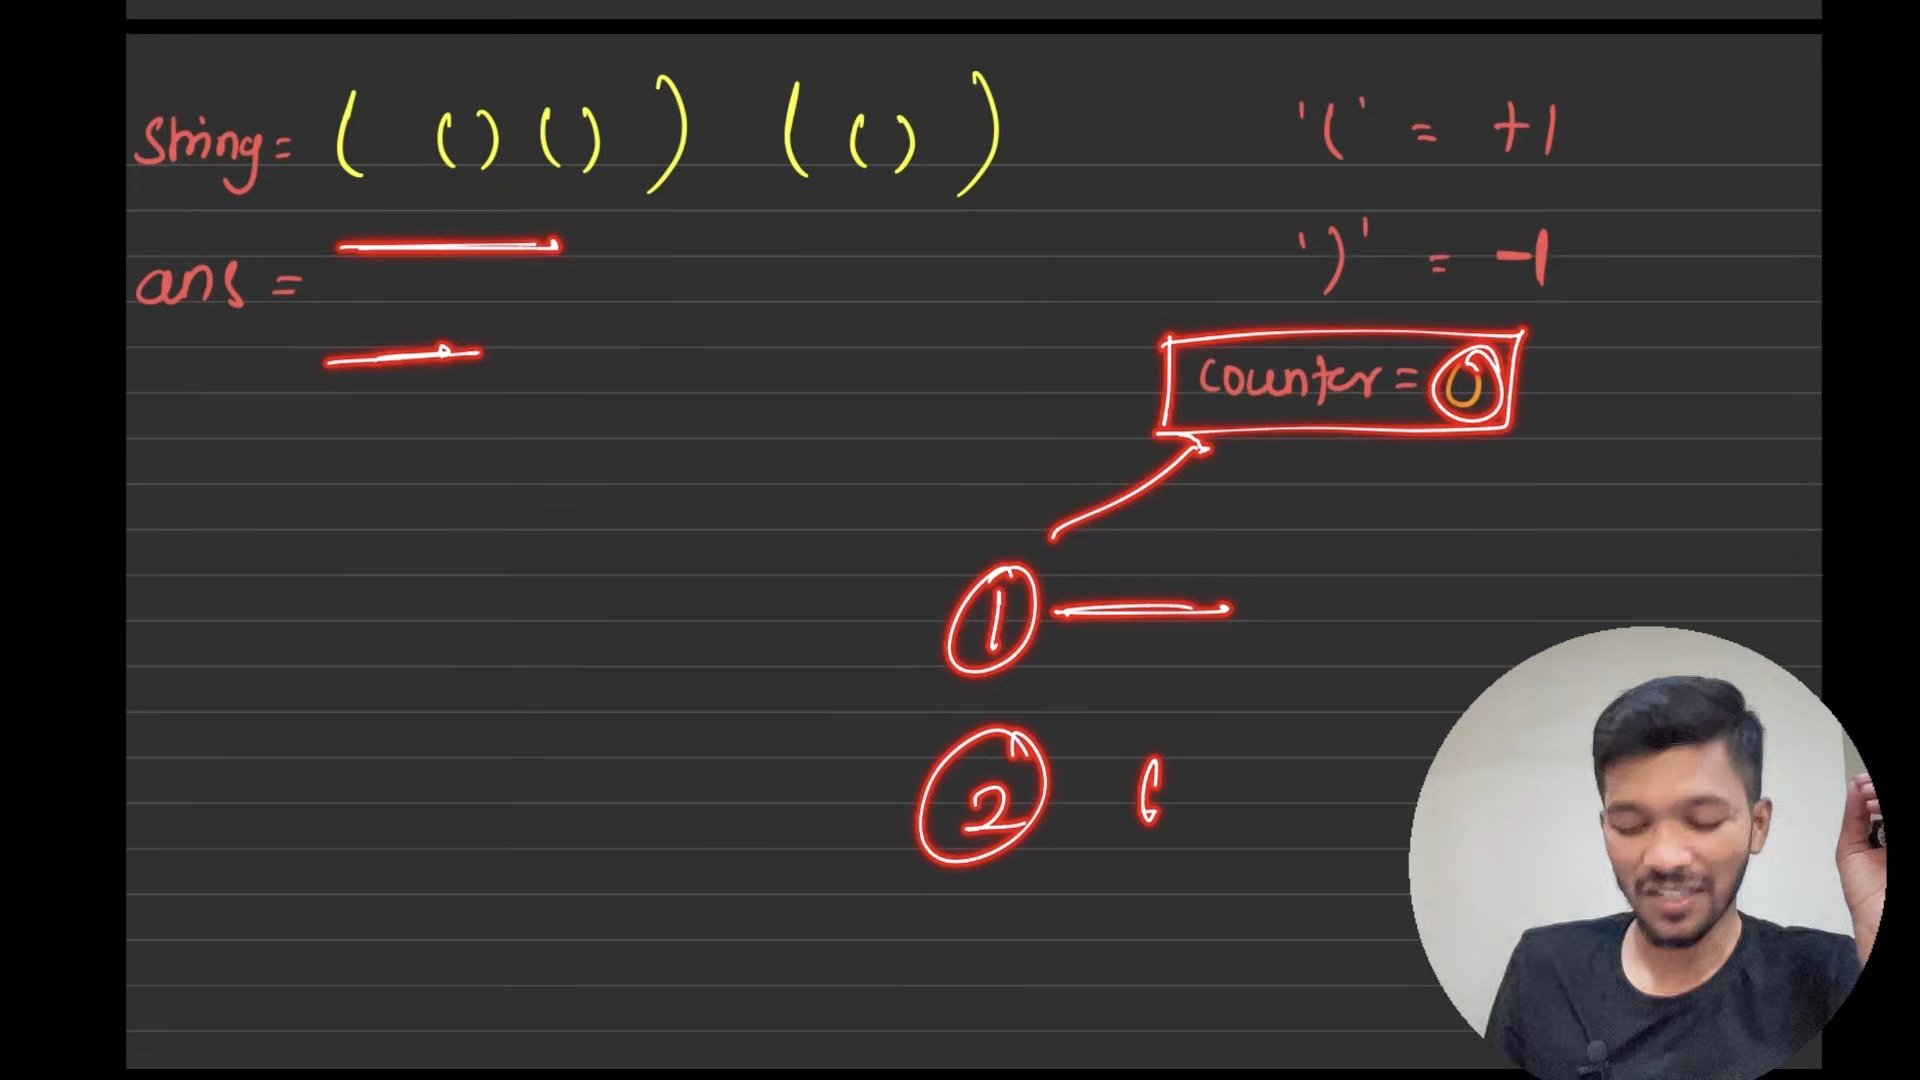 String = ( ()() ) ( () )
ans =
'(' = +1
')' = -1
counter = 0
1
2 (